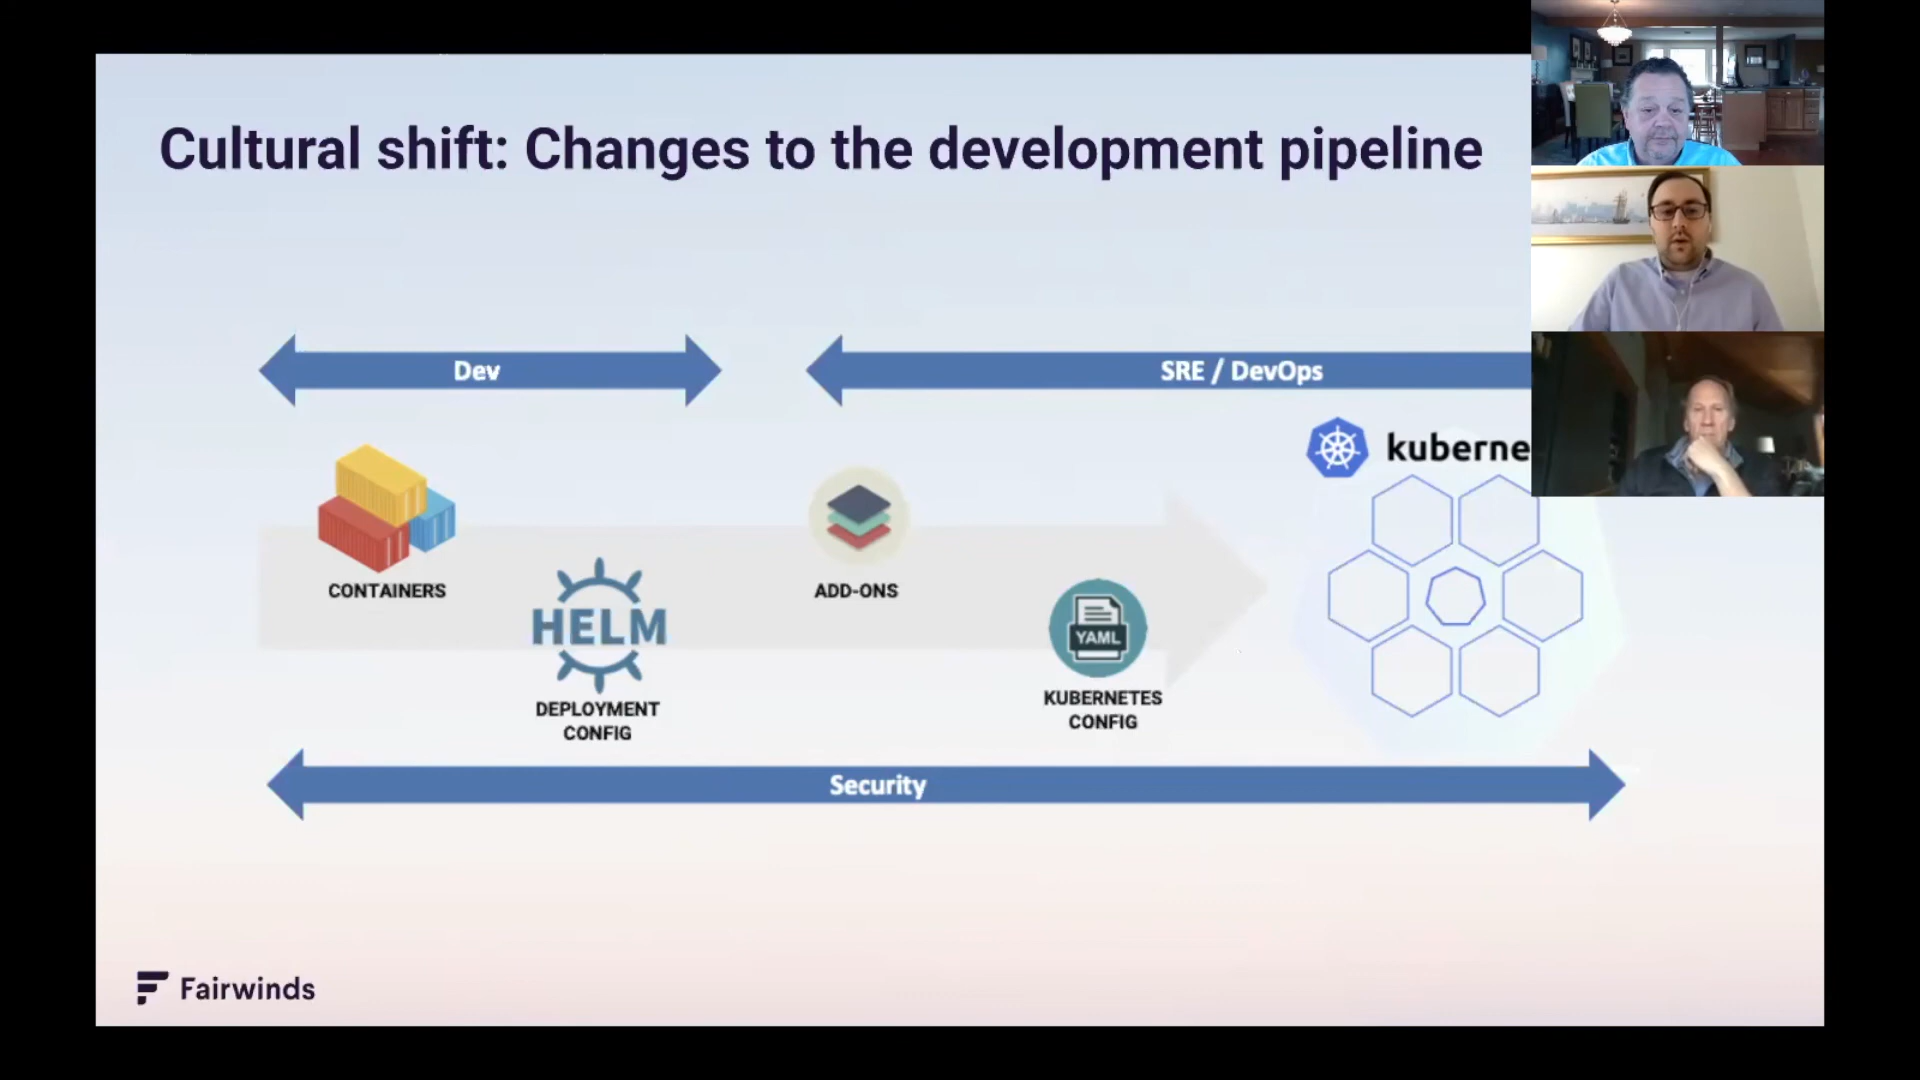 Cultural shift: Changes to the development pipeline
Dev
SRE / DevOps
kuberne
CONTAINERS
ADD-ONS
HELM
YAML
DEPLOYMENT
CONFIG
KUBERNETES
CONFIG
Security
Fairwinds